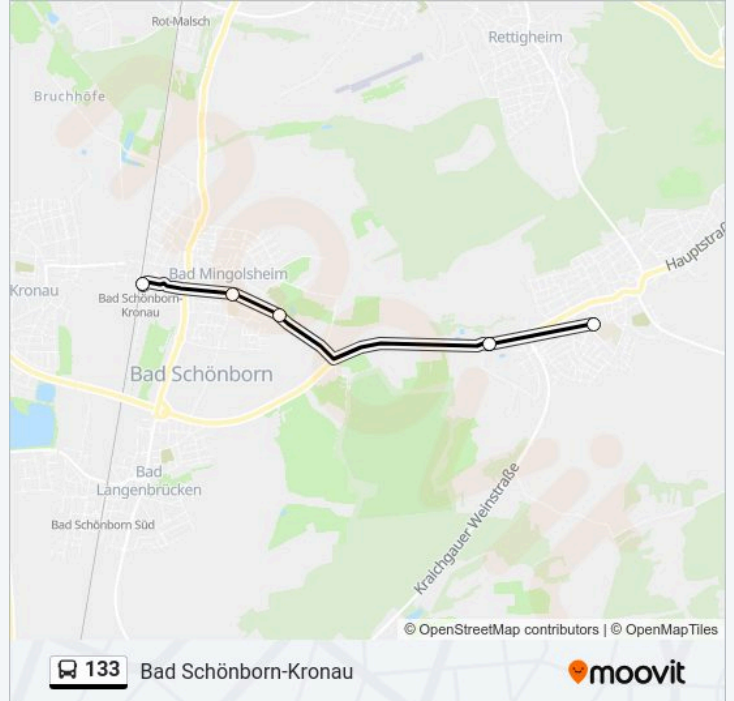 Rot-Malsch
Rettigheim
Bruchhöfe
Hauptstraß
Bad Mingolsheim
Kronau
Bad Schönborn-
Kronau
Bad Schönborn
Bad
Langenbrücken
Kraichgauer Weinstraße
Bad Schönborn Süd
© OpenStreetMap contributors | © OpenMapTiles
133 Bad Schönborn-Kronau
moovit